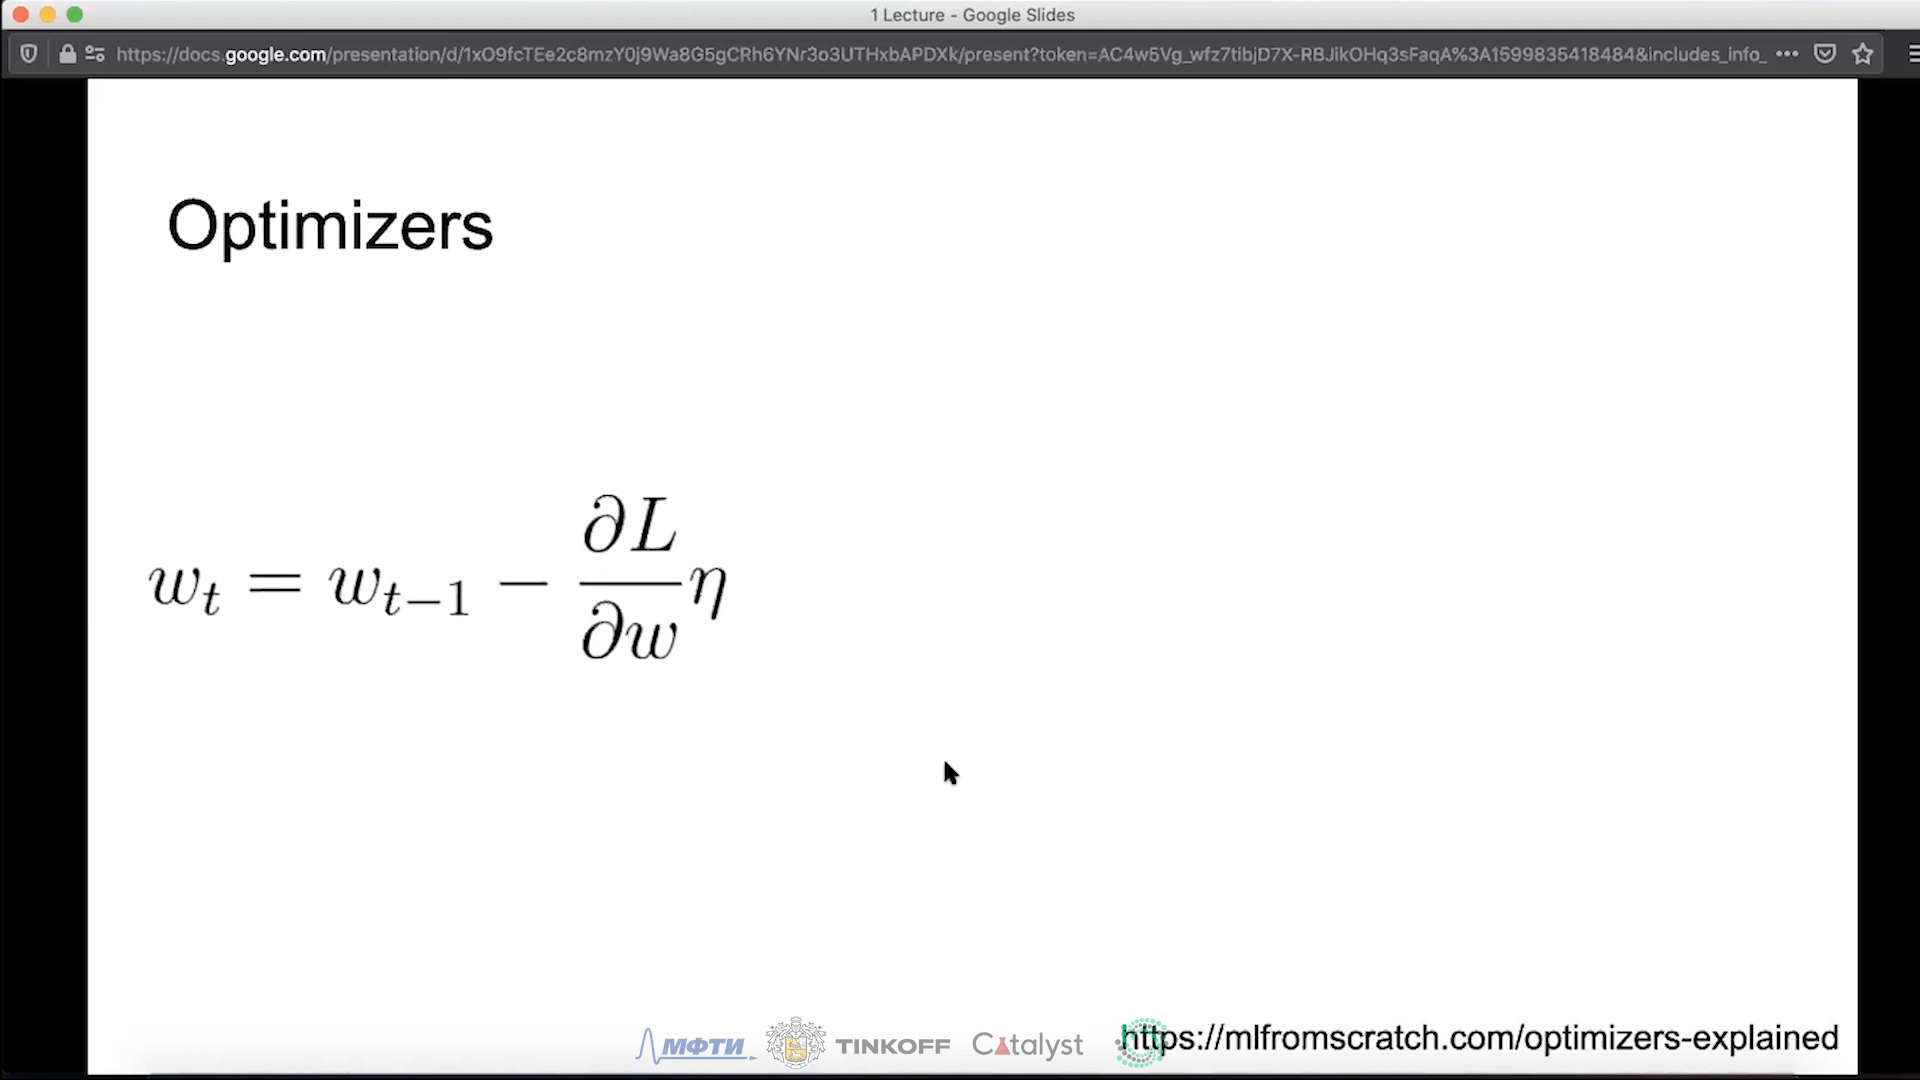 1 Lecture - Google Slides
https://docs.google.com/presentation/d/1xO9fcTEe2c8mzY0j9Wa8G5gCRh6YNr3o3UTHxbAPDXk/present?token=AC4w5Vg_wfz7tibjD7X-RBJikOHq3sFaqA%3A1599835418484&includes_info_
Optimizers
w_t = w_{t-1} - \frac{\partial L}{\partial w} \eta
МФТИ TINKOFF Catalyst https://mlfromscratch.com/optimizers-explained